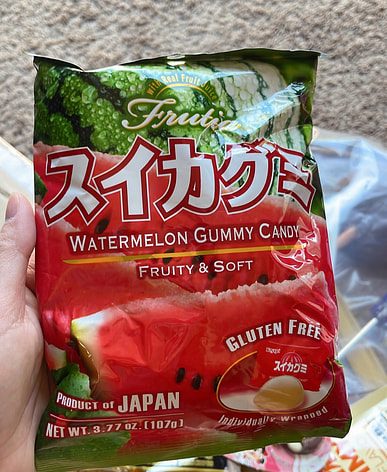 with Real Fruit Juice
Frutia
スイカグミ
WATERMELON GUMMY CANDY
FRUITY & SOFT
GLUTEN FREE
スイカグミ
Individually Wrapped
PRODUCT OF JAPAN
NET WT. 3.77 OZ. (107g)